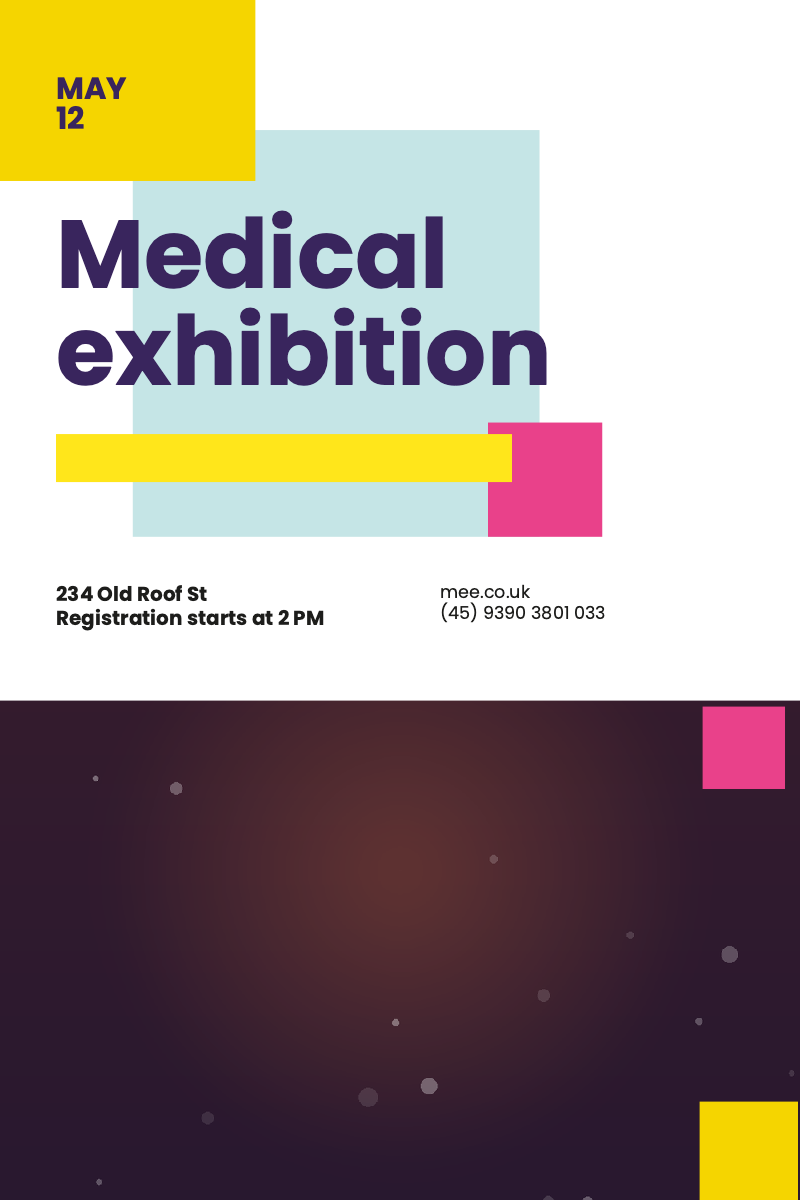 MAY
12
Medical
exhibition
234 Old Roof St
Registration starts at 2 PM
mee.co.uk
(45) 9390 3801 033